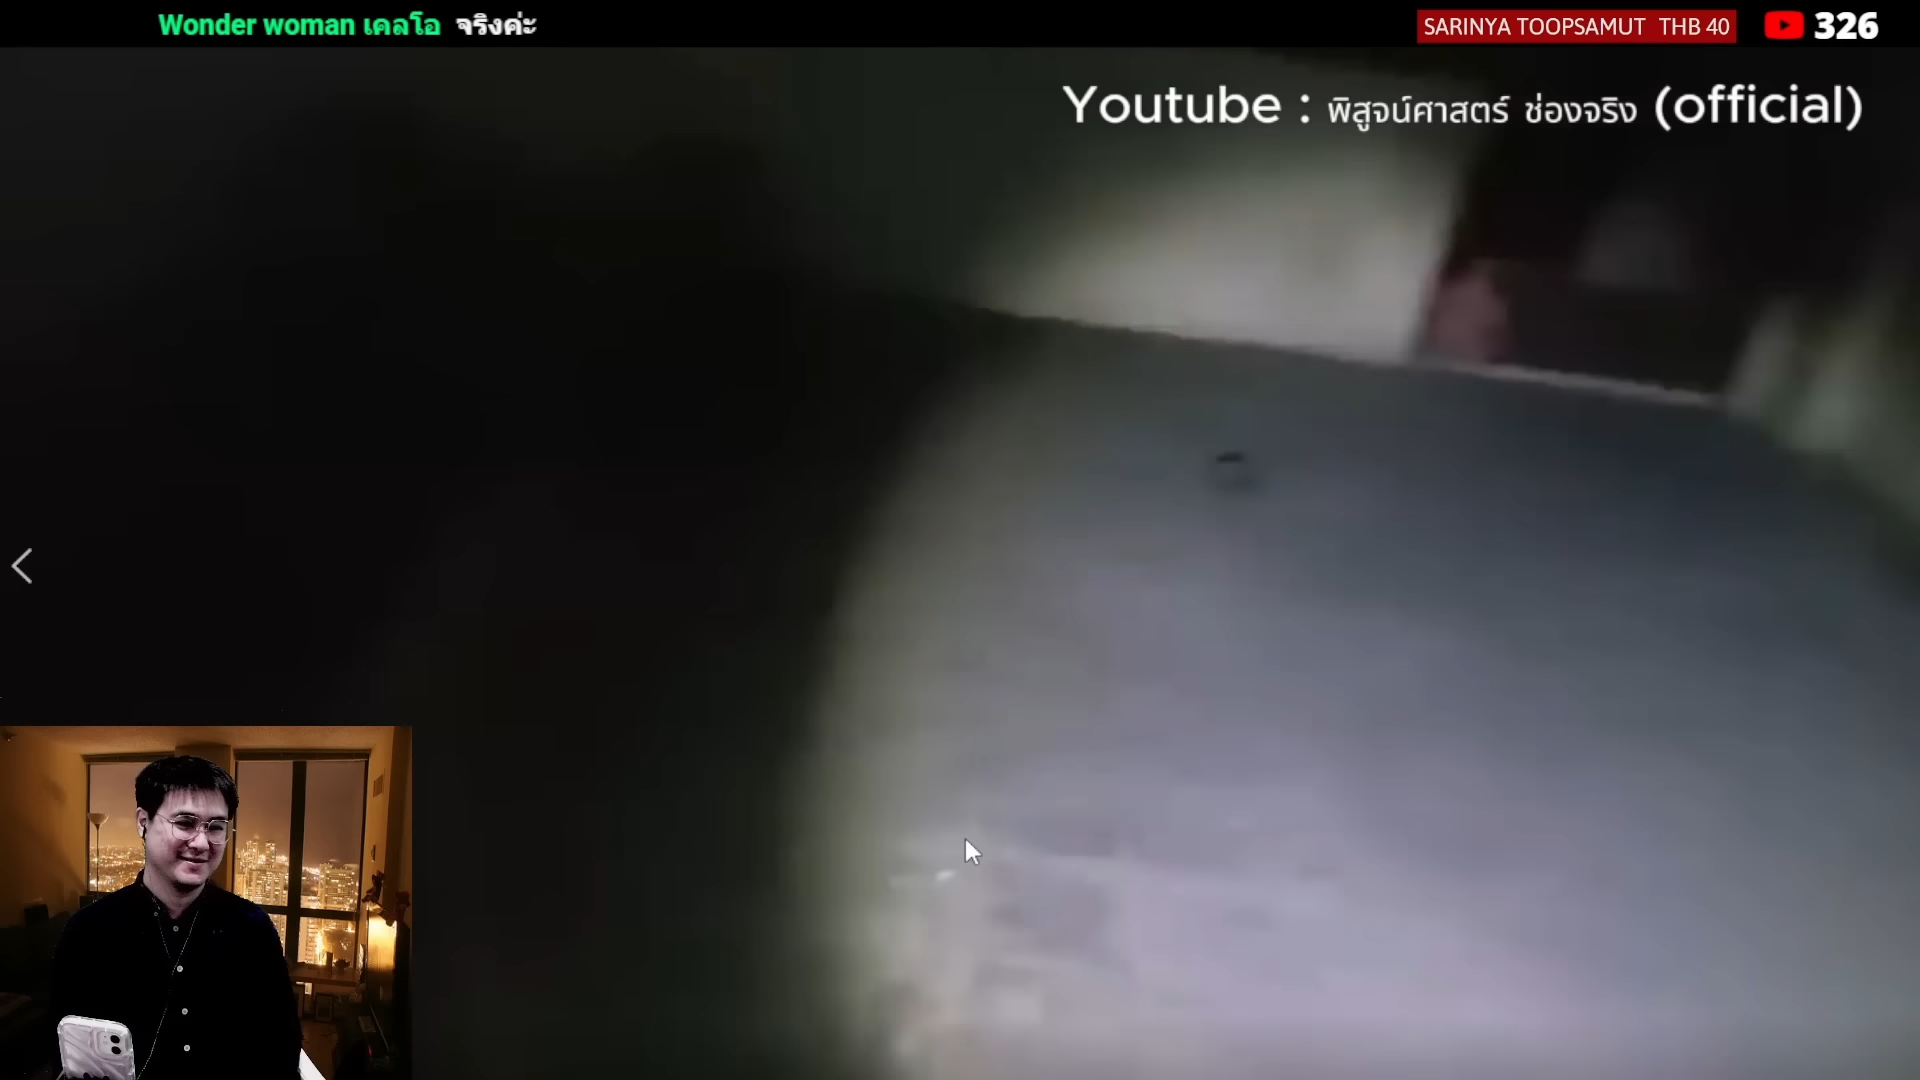 Wonder woman เคลโอ จริงค่ะ
SARINYA TOOPSAMUT THB 40
326
Youtube : พิสูจน์ศาสตร์ ช่องจริง (official)